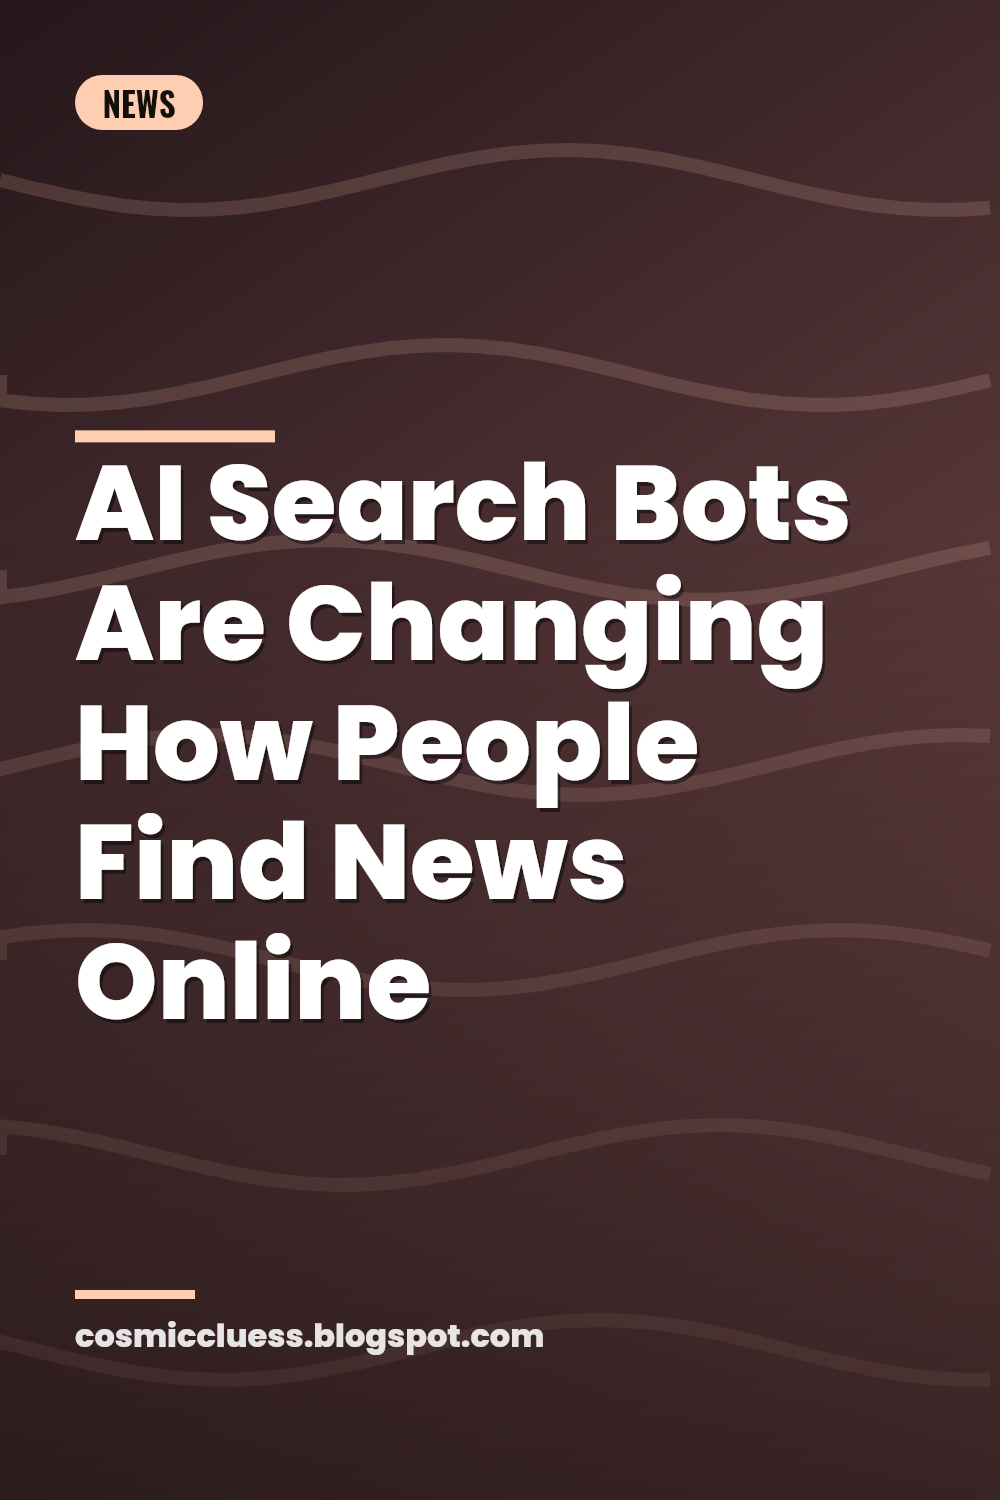 NEWS
AI Search Bots
Are Changing
How People
Find News
Online
cosmiccluess.blogspot.com